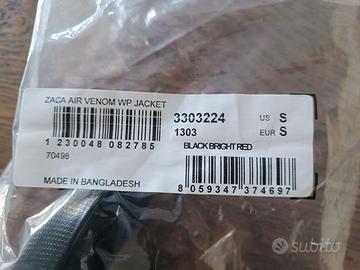 ZACA AIR VENOM WP JACKET
3303224
US S
1303
EUR S
1 230048 082785
BLACK BRIGHT RED
70498
MADE IN BANGLADESH
8 059347 374697
subito